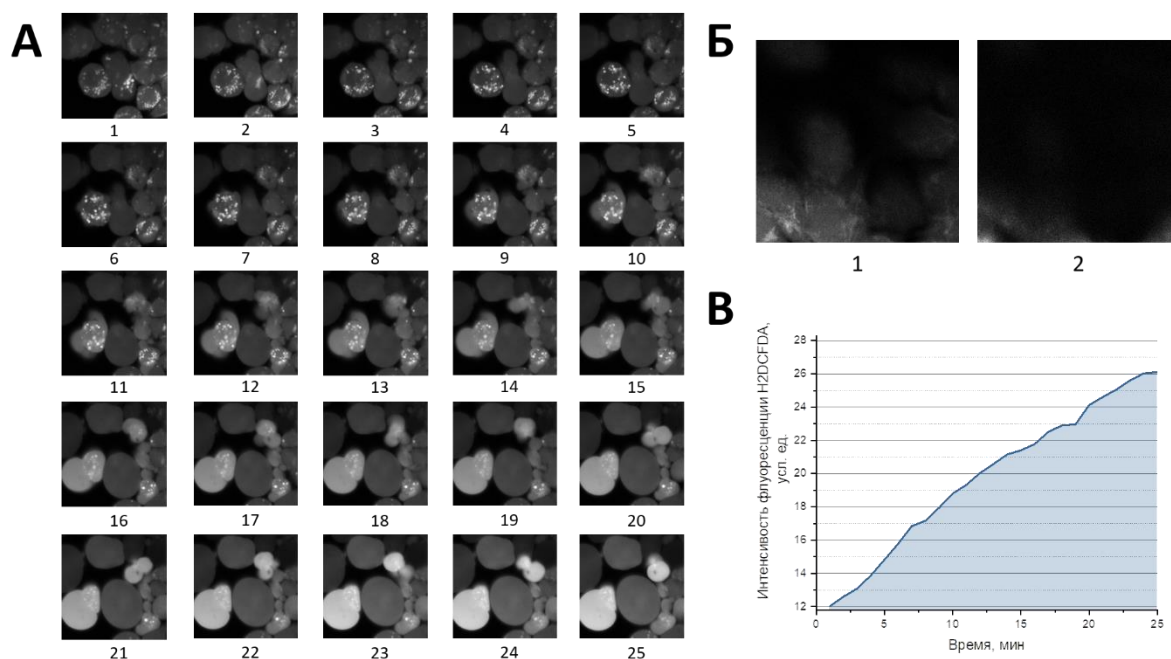 А
1 2 3 4 5
6 7 8 9 10
11 12 13 14 15
16 17 18 19 20
21 22 23 24 25
Б
1 2
В
Интенсивость флуоресценции H2DCFDA,
усл. ед.
28
26
24
22
20
18
16
14
12
0 5 10 15 20 25
Время, мин